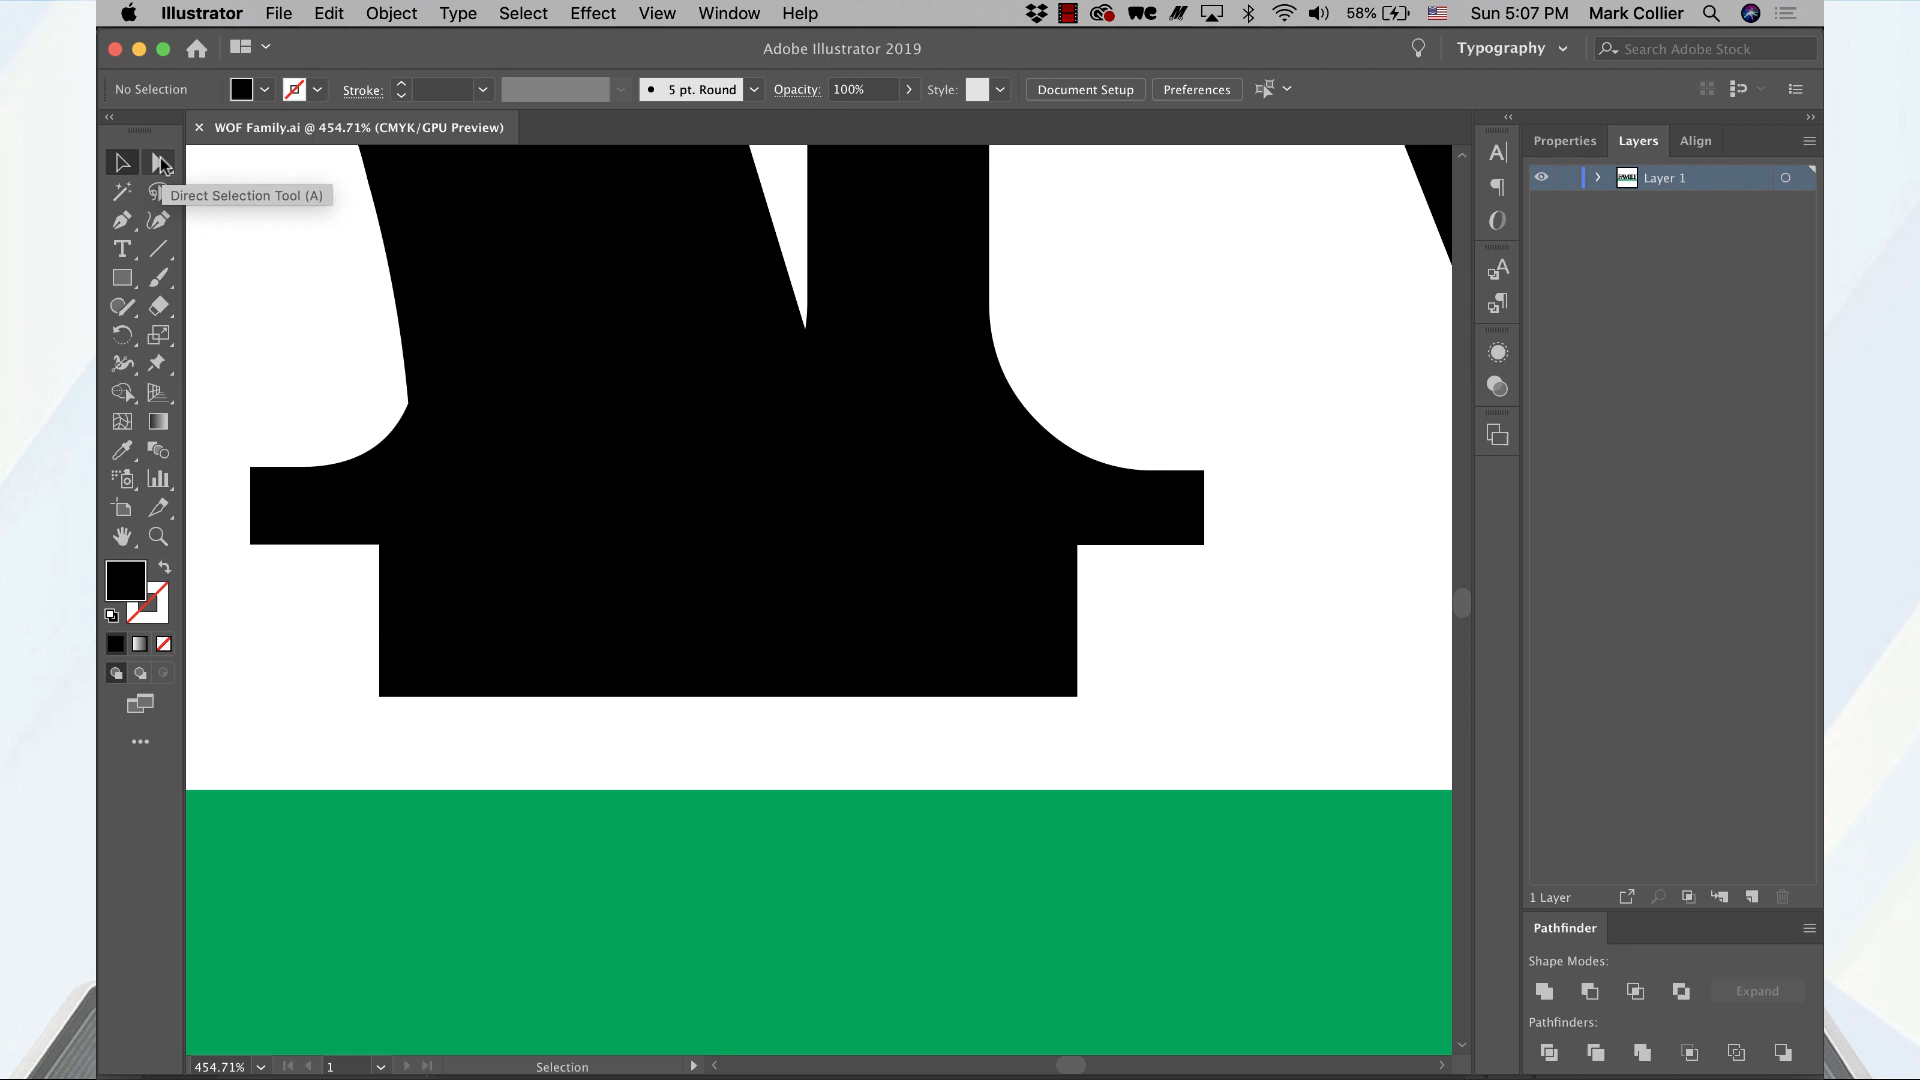 Illustrator File Edit Object Type Select Effect View Window Help 58% Sun 5:07 PM Mark Collier
Adobe Illustrator 2019 Typography Search Adobe Stock
No Selection Stroke: 5 pt. Round Opacity: 100% Style: Document Setup Preferences
WOF Family.ai @ 454.71% (CMYK/GPU Preview)
Properties Layers Align
Layer 1
Direct Selection Tool (A)
1 Layer
Pathfinder
Shape Modes:
Expand
Pathfinders:
454.71% 1 Selection